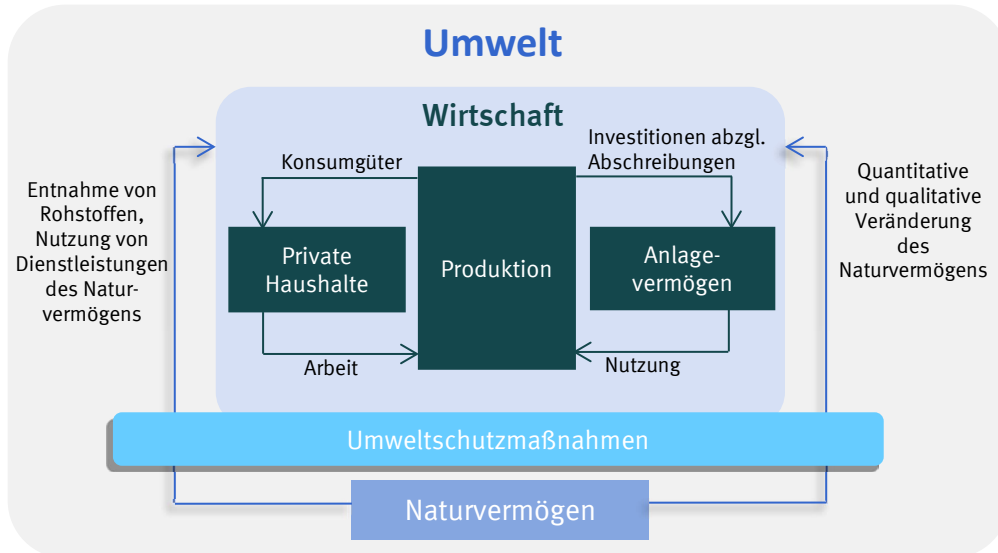 Umwelt
Wirtschaft
Konsumgüter
Investitionen abzgl.
Abschreibungen
Entnahme von
Rohstoffen,
Nutzung von
Dienstleistungen
des Natur-
vermögens
Private
Haushalte
Produktion
Anlage-
vermögen
Quantitative
und qualitative
Veränderung
des
Naturvermögens
Arbeit
Nutzung
Umweltschutzmaßnahmen
Naturvermögen